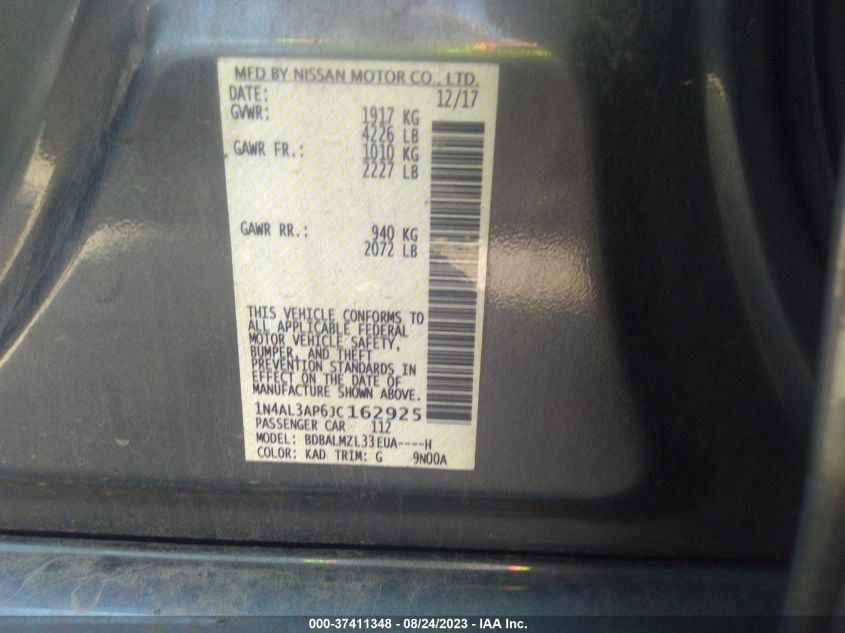 MFD BY NISSAN MOTOR CO., LTD.
DATE: 12/17
GVWR: 1917 KG
4226 LB
GAWR FR.: 1010 KG
2227 LB
GAWR RR.: 940 KG
2072 LB
THIS VEHICLE CONFORMS TO
ALL APPLICABLE FEDERAL
MOTOR VEHICLE SAFETY,
BUMPER, AND THEFT
PREVENTION STANDARDS IN
EFFECT ON THE DATE OF
MANUFACTURE SHOWN ABOVE.
1N4AL3AP6JC162925
PASSENGER CAR 112
MODEL: BDBALMZL33EUA----H
COLOR: KAD TRIM: G 9N00A
000-37411348 - 08/24/2023 - IAA Inc.